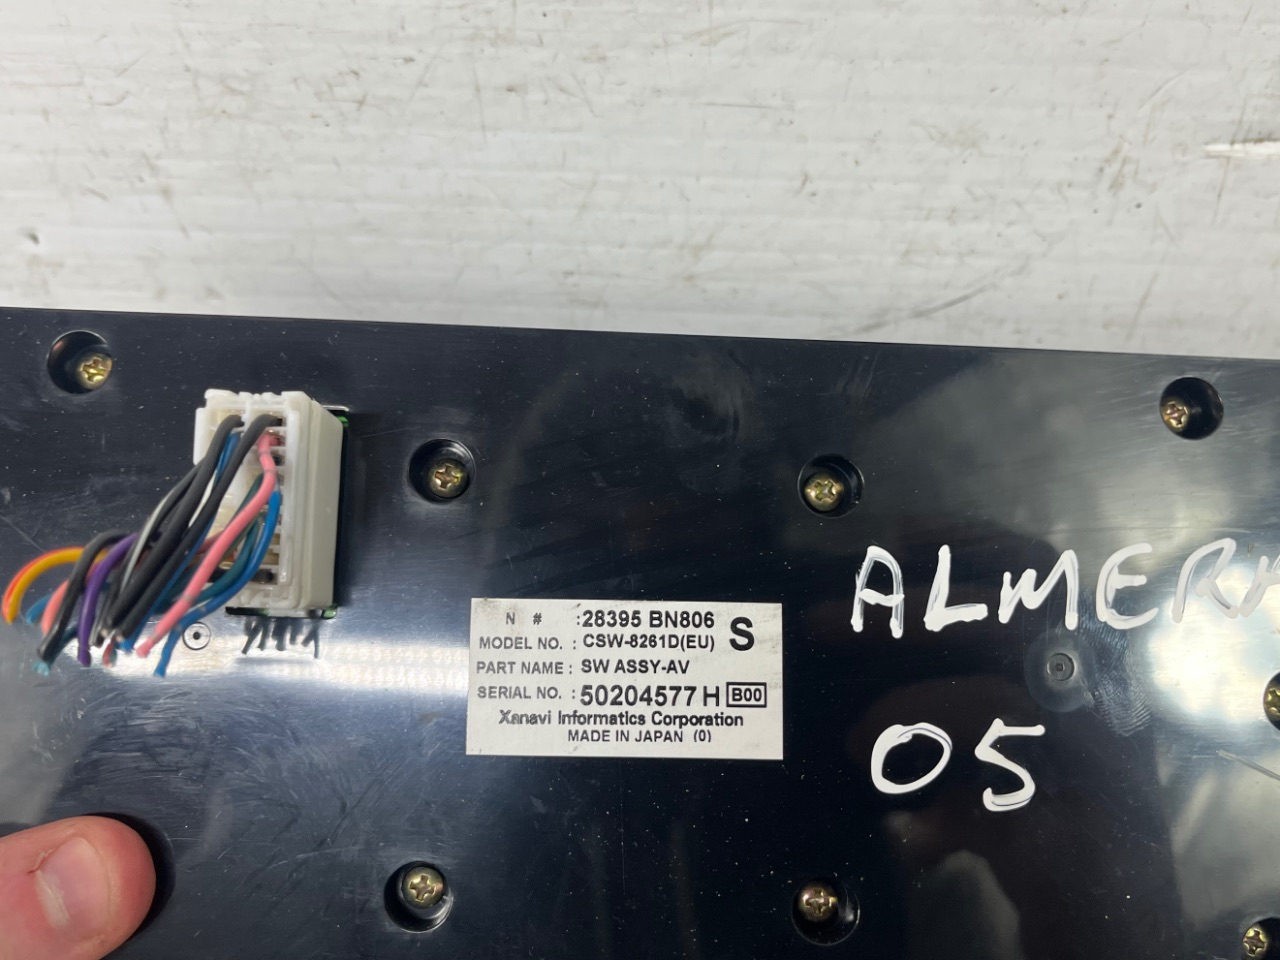 N # : 28395 BN806 S
MODEL NO. : CSW-8261D(EU)
PART NAME : SW ASSY-AV
SERIAL NO. : 50204577 H B00
Xanavi Informatics Corporation
MADE IN JAPAN (0)
ALMERA
05